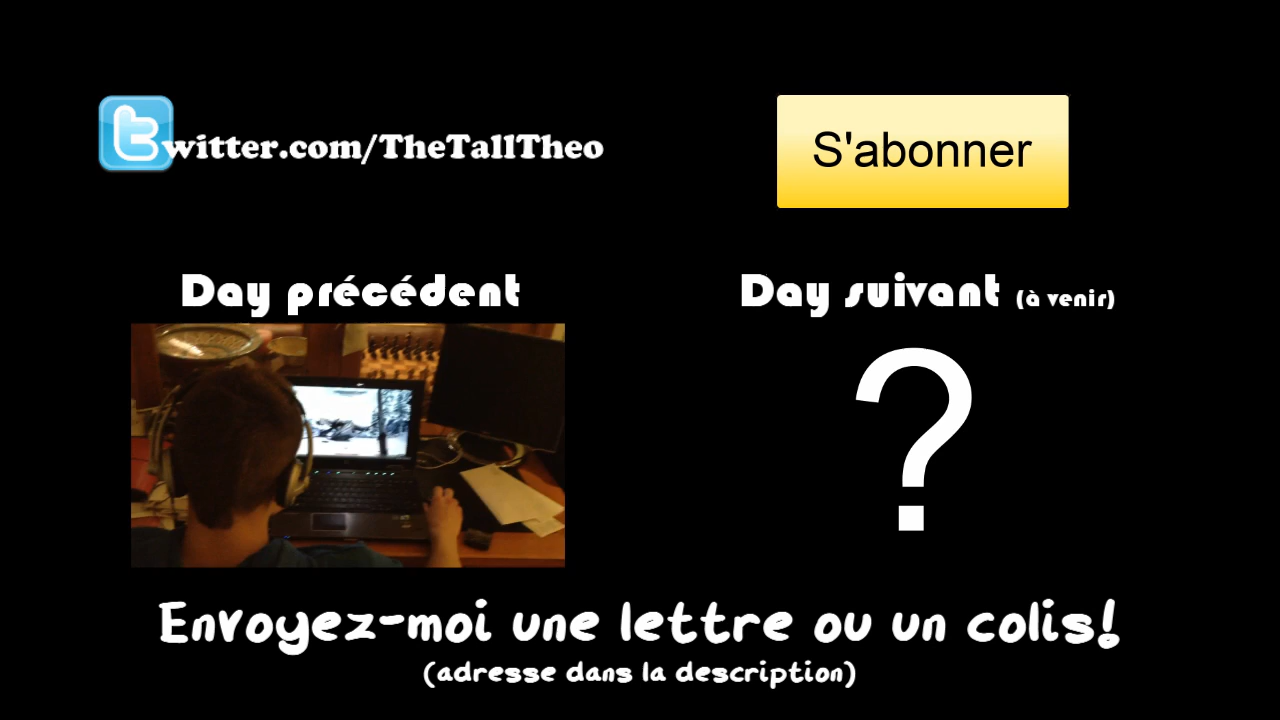 twitter.com/TheTallTheo
S'abonner
Day précédent
Day suivant (à venir)
?
Envoyez-moi une lettre ou un colis!
(adresse dans la description)